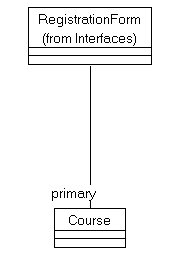 RegistrationForm
(from Interfaces)
primary
Course